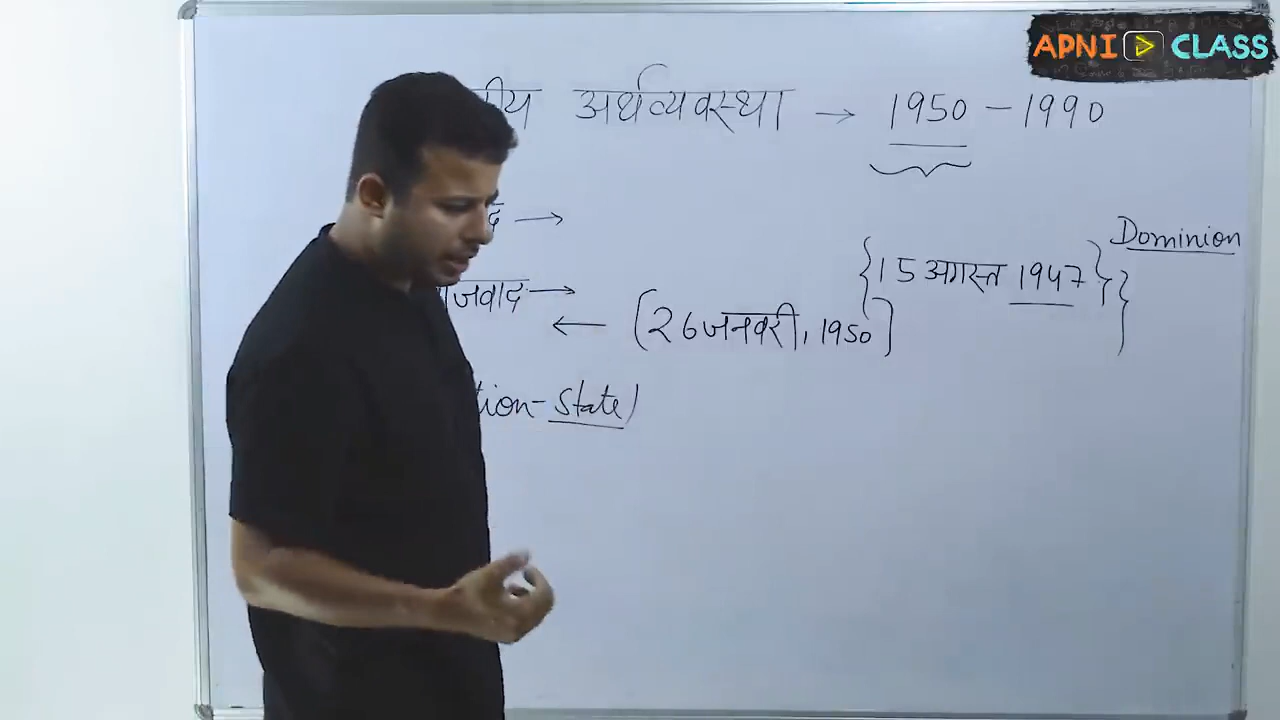 APNI CLASS
अर्थव्यवस्था → 1950 - 1990
→
Dominion
{15 अगस्त 1947}}
→
← [26 जनवरी, 1950]
State)